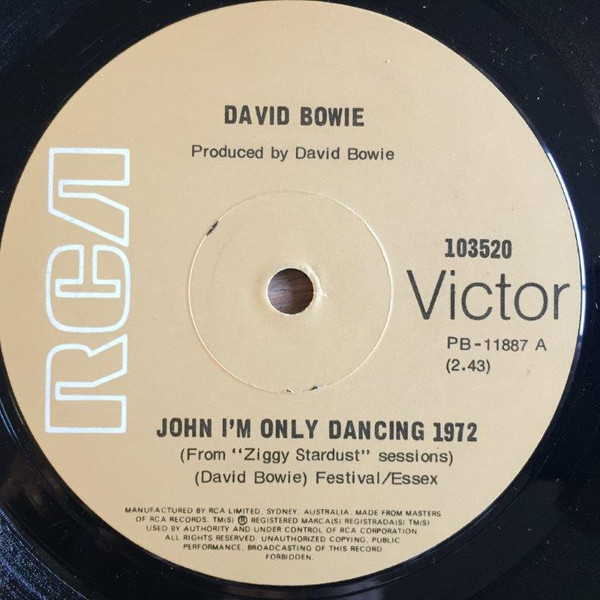 DAVID BOWIE
Produced by David Bowie
RCA
103520
Victor
PB-11887 A
(2.43)
JOHN I'M ONLY DANCING 1972
(From "Ziggy Stardust" sessions)
(David Bowie) Festival/Essex
MANUFACTURED BY RCA LIMITED, SYDNEY, AUSTRALIA. MADE FROM MASTERS
OF RCA RECORDS. TM(S) ® REGISTERED MARCA(S) REGISTRADA(S) TM(S)
USED BY AUTHORITY AND UNDER CONTROL OF RCA CORPORATION
ALL RIGHTS RESERVED. UNAUTHORIZED COPYING, PUBLIC
PERFORMANCE, BROADCASTING OF THIS RECORD
FORBIDDEN.